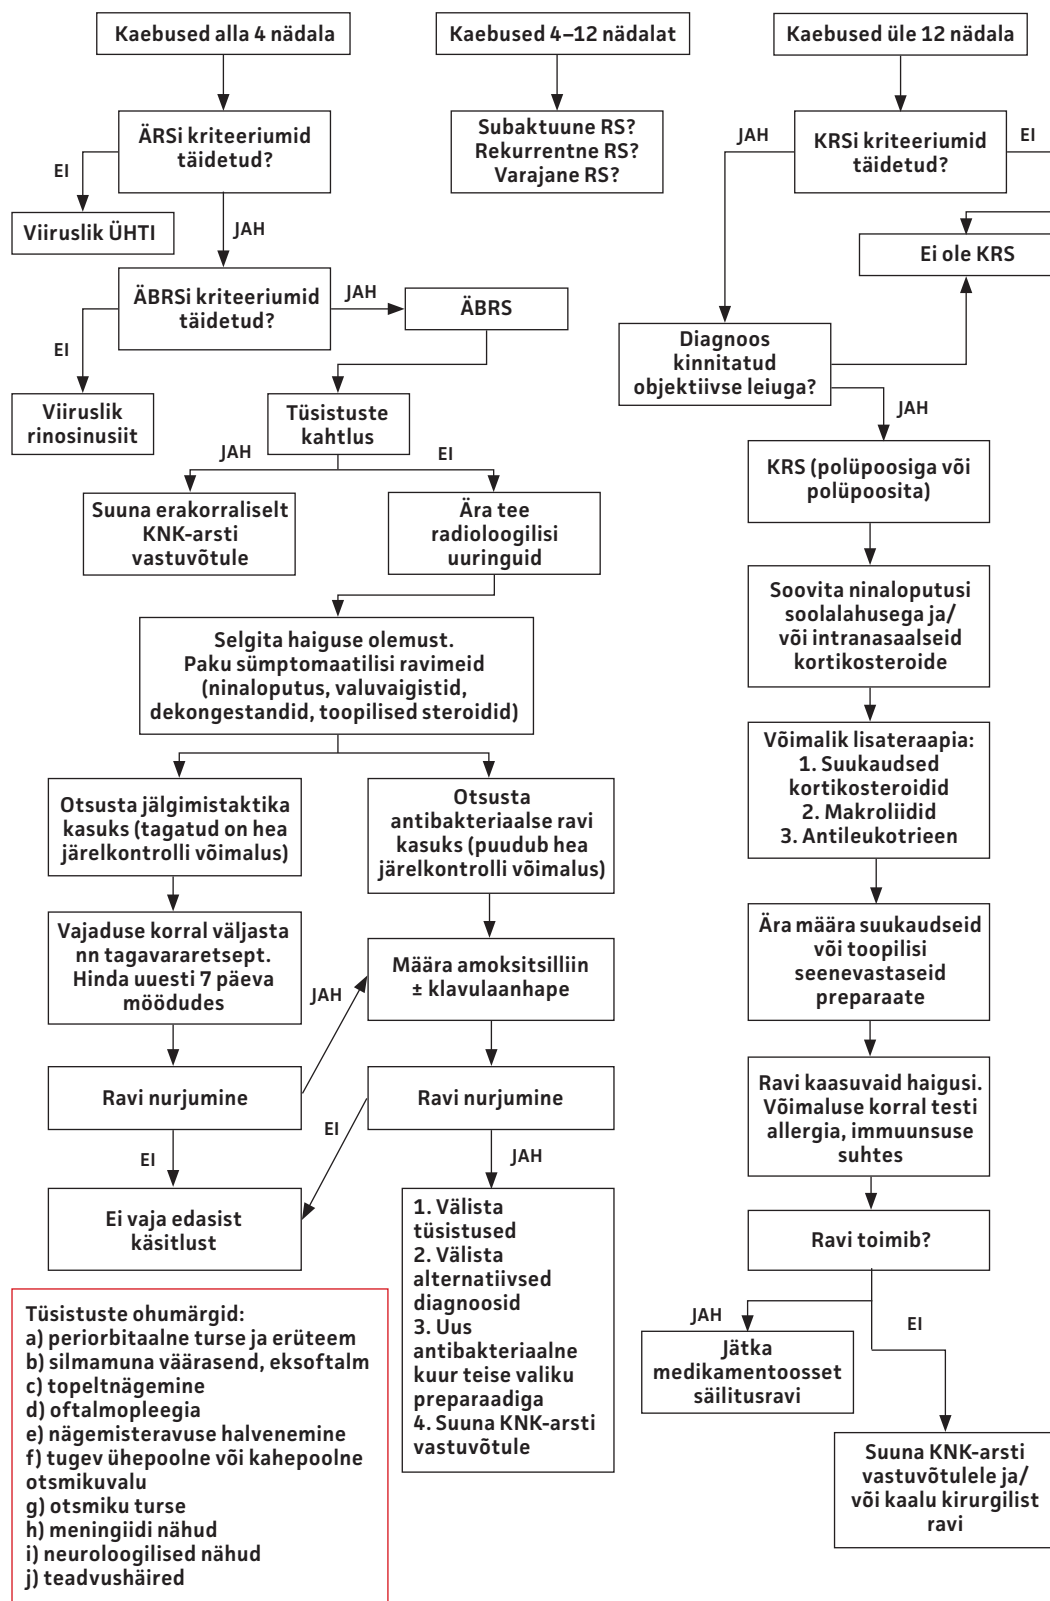 Kaebused alla 4 nädala
ÄRSi kriteeriumid
täidetud?
EI
Viiruslik ÜHTI
JAH
ÄBRSi kriteeriumid
täidetud?
JAH
ÄBRS
EI
Viiruslik
rinosinusiit
Tüsistuste
kahtlus
JAH
EI
Suuna erakorraliselt
KNK-arsti
vastuvõtule
Ära tee
radioloogilisi
uuringuid
Selgita haiguse olemust.
Paku sümptomaatilisi ravimeid
(ninaloputus, valuvaigistid,
dekongestandid, toopilised steroidid)
Otsusta jälgimistaktika
kasuks (tagatud on hea
järelkontrolli võimalus)
Otsusta
antibakteriaalse ravi
kasuks (puudub hea
järelkontrolli võimalus)
Vajaduse korral väljasta
nn tagavararetsept.
Hinda uuesti 7 päeva
möödudes
JAH
Määra amoksitsilliin
± klavulaanhape
Ravi nurjumine
Ravi nurjumine
EI
EI
JAH
Ei vaja edasist
käsitlust
1. Välista
tüsistused
2. Välista
alternatiivsed
diagnoosid
3. Uus
antibakteriaalne
kuur teise valiku
preparaadiga
4. Suuna KNK-arsti
vastuvõtule
Tüsistuste ohumärgid:
a) periorbitaalne turse ja erüteem
b) silmamuna väärasend, eksoftalm
c) topeltnägemine
d) oftalmopleegia
e) nägemisteravuse halvenemine
f) tugev ühepoolne või kahepoolne
otsmikuvalu
g) otsmiku turse
h) meningiidi nähud
i) neuroloogilised nähud
j) teadvushäired
Kaebused 4–12 nädalat
Subaktuune RS?
Rekurrentne RS?
Varajane RS?
Kaebused üle 12 nädala
JAH
KRSi kriteeriumid
täidetud?
EI
Ei ole KRS
Diagnoos
kinnitatud
objektiivse leiuga?
JAH
KRS (polüpoosiga või
polüpoosita)
Soovita ninaloputusi
soolalahusega ja/
või intranasaalseid
kortikosteroide
Võimalik lisateraapia:
1. Suukaudsed
kortikosteroidid
2. Makroliidid
3. Antileukotrieen
Ära määra suukaudseid
või toopilisi
seenevastaseid
preparaate
Ravi kaasuvaid haigusi.
Võimaluse korral testi
allergia, immuunsuse
suhtes
Ravi toimib?
JAH
EI
Jätka
medikamentoosset
säilitusravi
Suuna KNK-arsti
vastuvõtulele ja/
või kaalu kirurgilist
ravi